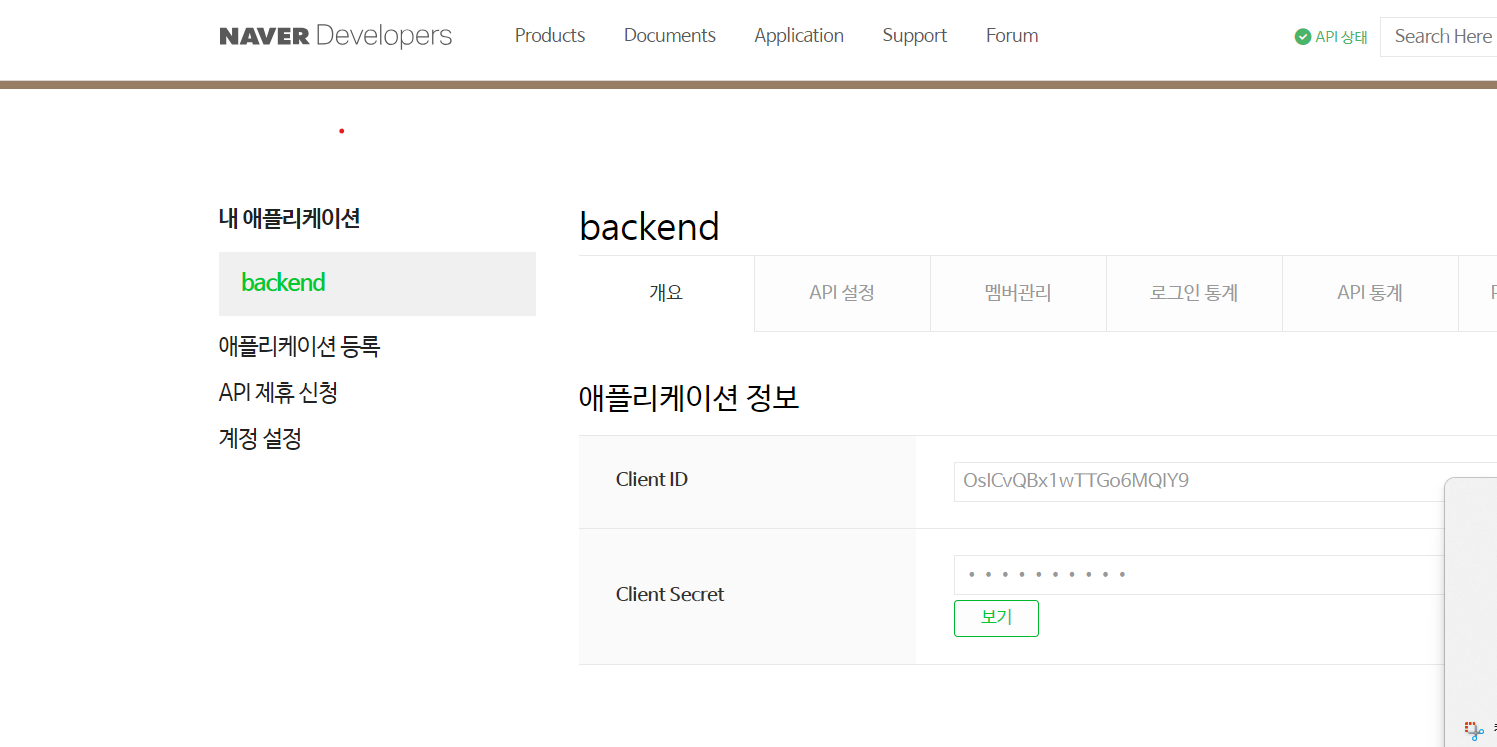 NAVER Developers
Products Documents Application Support Forum
API 상태
Search Here
내 애플리케이션
backend
애플리케이션 등록
API 제휴 신청
계정 설정
backend
개요 API 설정 멤버관리 로그인 통계 API 통계
애플리케이션 정보
Client ID
OsICvQBx1wTTGo6MQIY9
Client Secret
보기